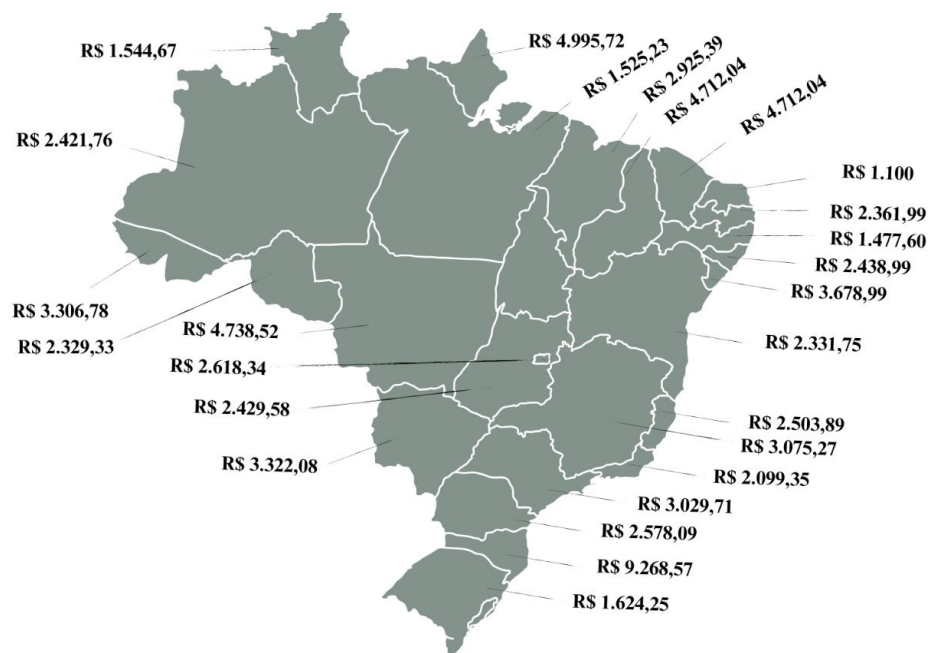 R$ 1.544,67
R$ 4.995,72
R$ 1.525,23
R$ 2.925,39
R$ 4.712,04
R$ 4.712,04
R$ 2.421,76
R$ 1.100
R$ 2.361,99
R$ 1.477,60
R$ 2.438,99
R$ 3.678,99
R$ 3.306,78
R$ 2.329,33
R$ 4.738,52
R$ 2.331,75
R$ 2.618,34
R$ 2.429,58
R$ 2.503,89
R$ 3.075,27
R$ 3.322,08
R$ 2.099,35
R$ 3.029,71
R$ 2.578,09
R$ 9.268,57
R$ 1.624,25